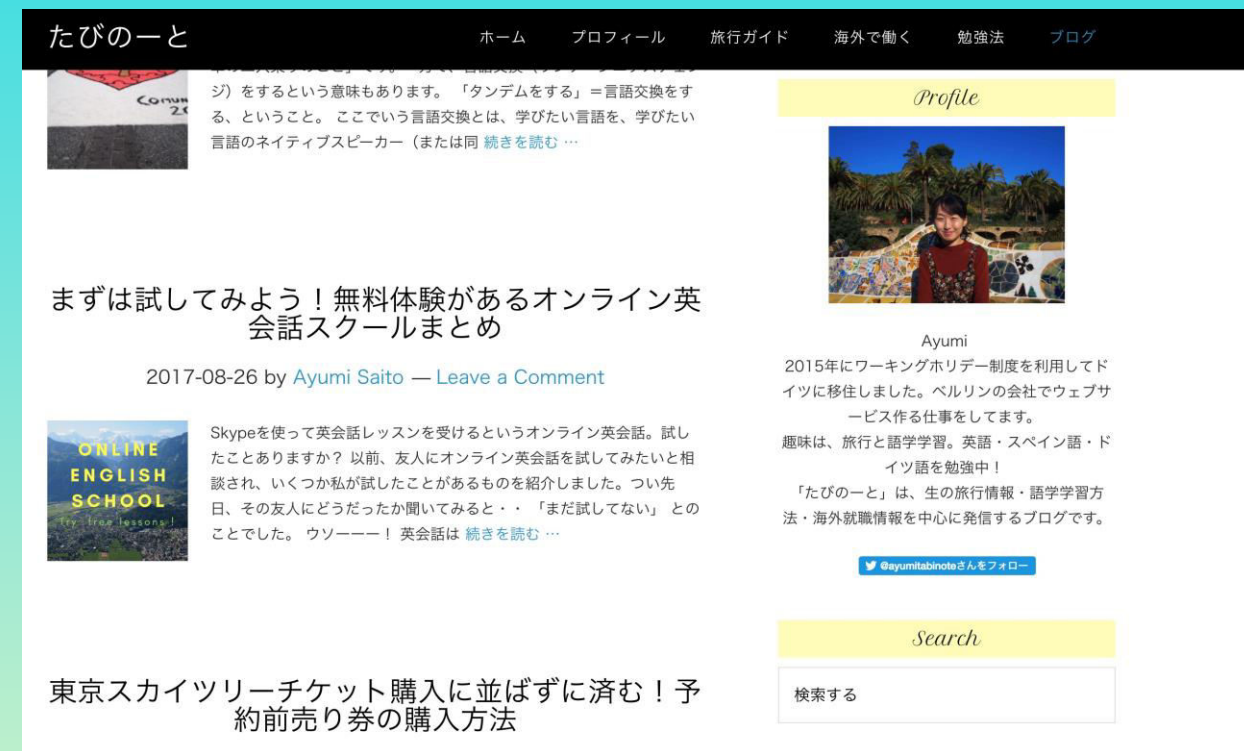 たびのーと
ホーム プロフィール 旅行ガイド 海外で働く 勉強法 ブログ
ジ）をするという意味もあります。 「タンデムをする」＝言語交換をす
る、ということ。 ここでいう言語交換とは、学びたい言語を、学びたい
言語のネイティブスピーカー（または同 続きを読む …
まずは試してみよう！無料体験があるオンライン英
会話スクールまとめ
2017-08-26 by Ayumi Saito — Leave a Comment
ONLINE
ENGLISH
SCHOOL
try free lessons !
Skypeを使って英会話レッスンを受けるというオンライン英会話。試し
たことありますか？ 以前、友人にオンライン英会話を試してみたいと相
談され、いくつか私が試したことがあるものを紹介しました。つい先
日、その友人にどうだったか聞いてみると・・ 「まだ試してない」 との
ことでした。 ウソーーー！ 英会話は 続きを読む …
東京スカイツリーチケット購入に並ばずに済む！予
約前売り券の購入方法
Profile
Ayumi
2015年にワーキングホリデー制度を利用してド
イツに移住しました。ベルリンの会社でウェブサ
ービス作る仕事をしてます。
趣味は、旅行と語学学習。英語・スペイン語・ド
イツ語を勉強中！
「たびのーと」は、生の旅行情報・語学学習方
法・海外就職情報を中心に発信するブログです。
@ayumitabinoteさんをフォロー
Search
検索する